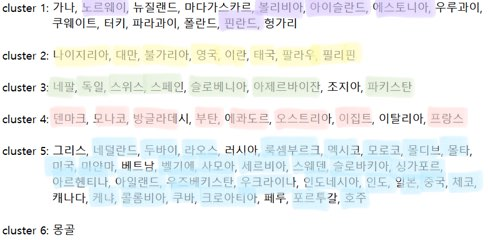 cluster 1: 가나, 노르웨이, 뉴질랜드, 마다가스카르, 볼리비아, 아이슬란드, 에스토니아, 우루과이,
쿠웨이트, 터키, 파라과이, 폴란드, 핀란드, 헝가리
cluster 2: 나이지리아, 대만, 불가리아, 영국, 이란, 태국, 팔라우, 필리핀
cluster 3: 네팔, 독일, 스위스, 스페인, 슬로베니아, 아제르바이잔, 조지아, 파키스탄
cluster 4: 덴마크, 모나코, 방글라데시, 부탄, 에콰도르, 오스트리아, 이집트, 이탈리아, 프랑스
cluster 5: 그리스, 네덜란드, 두바이, 라오스, 러시아, 룩셈부르크, 멕시코, 모로코, 몰디브, 몰타,
미국, 미얀마, 베트남, 벨기에, 사모아, 세르비아, 스웨덴, 슬로바키아, 싱가포르,
아르헨티나, 아일랜드, 우즈베키스탄, 우크라이나, 인도네시아, 인도, 일본, 중국, 체코,
캐나다, 케냐, 콜롬비아, 쿠바, 크로아티아, 페루, 포르투갈, 호주
cluster 6: 몽골